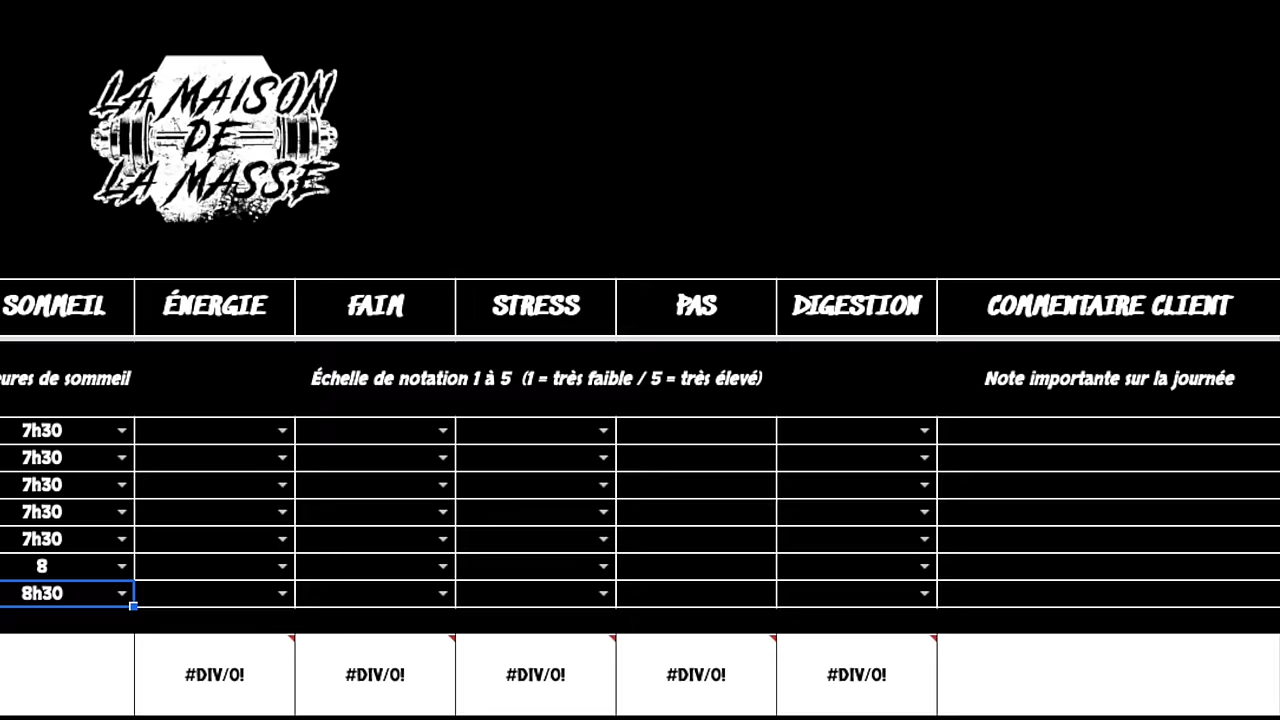 LA MAISON
DE
LA MASSE
SOMMEIL ÉNERGIE FAIM STRESS PAS DIGESTION COMMENTAIRE CLIENT
eures de sommeil Échelle de notation 1 à 5 (1 = très faible / 5 = très élevé) Note importante sur la journée
7h30
7h30
7h30
7h30
7h30
8
8h30
#DIV/0! #DIV/0! #DIV/0! #DIV/0! #DIV/0!